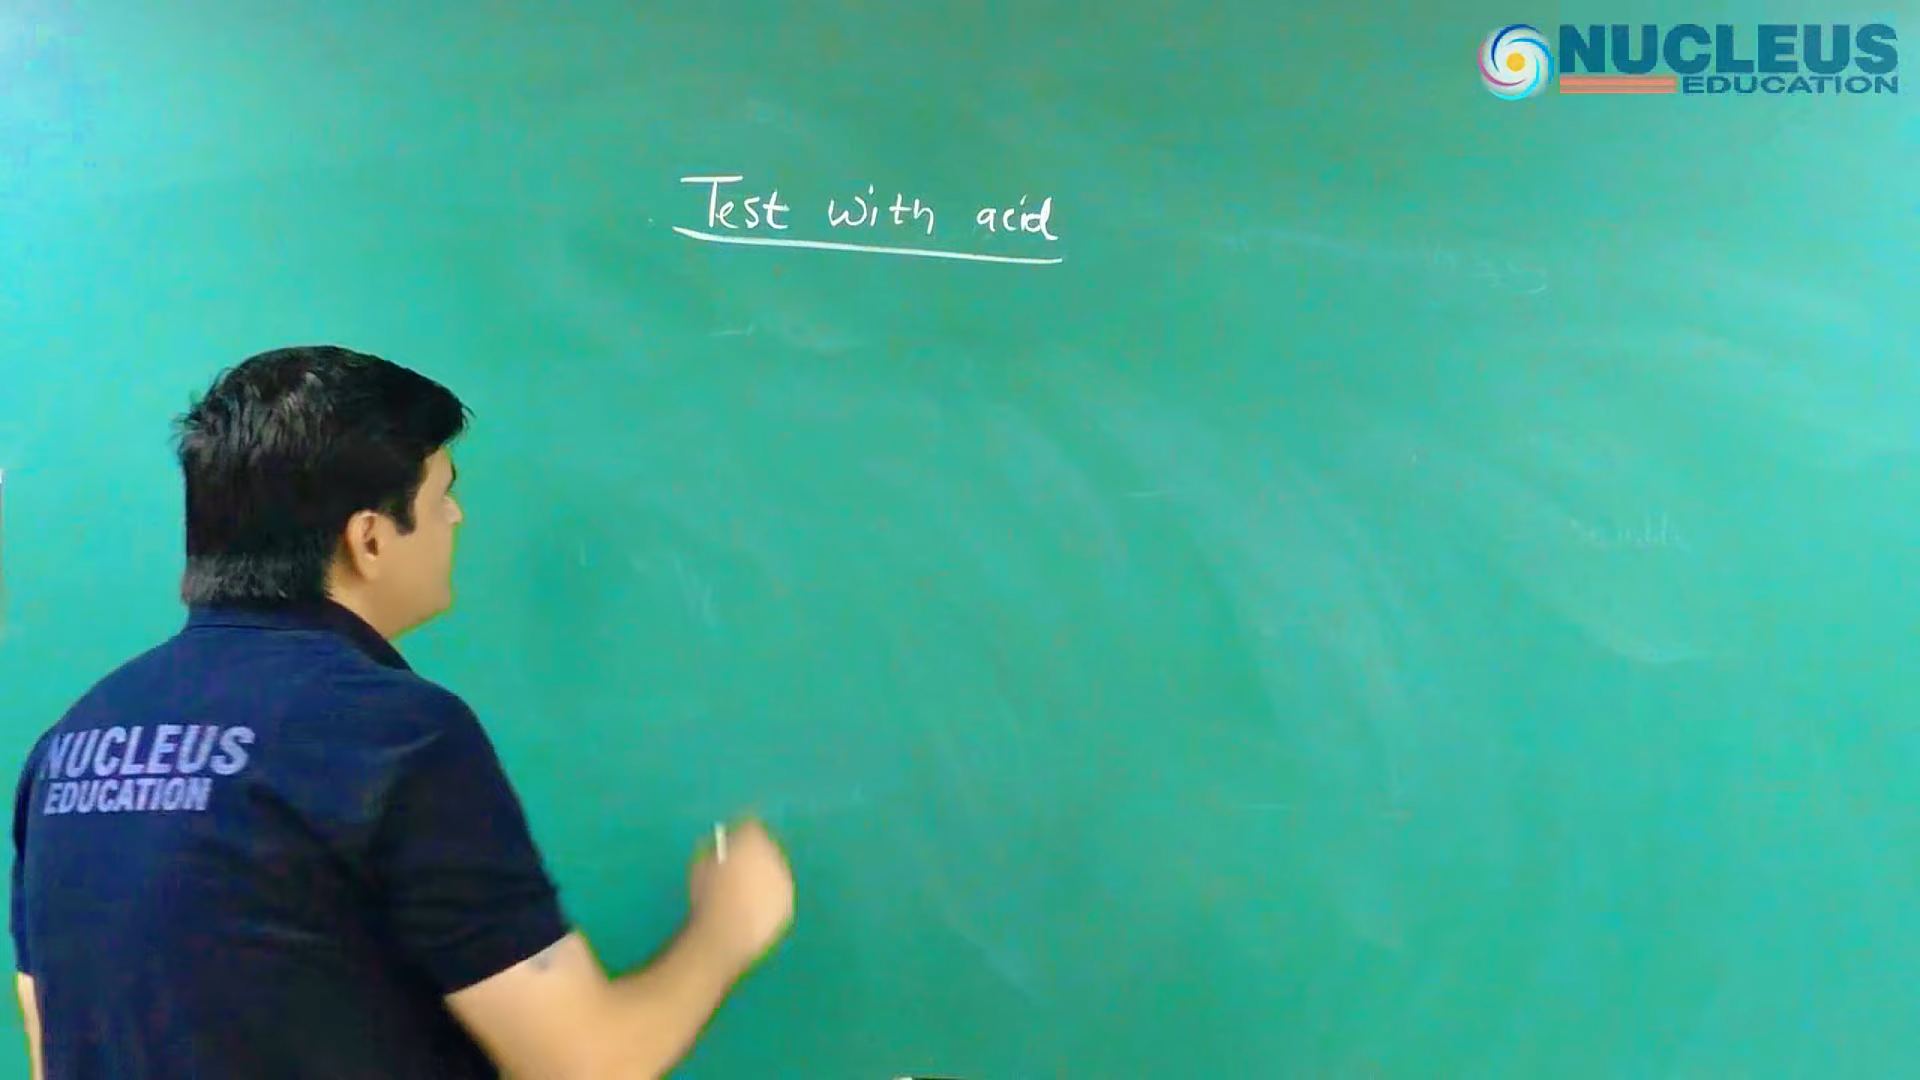 NUCLEUS
EDUCATION
Test with acid
NUCLEUS
EDUCATION